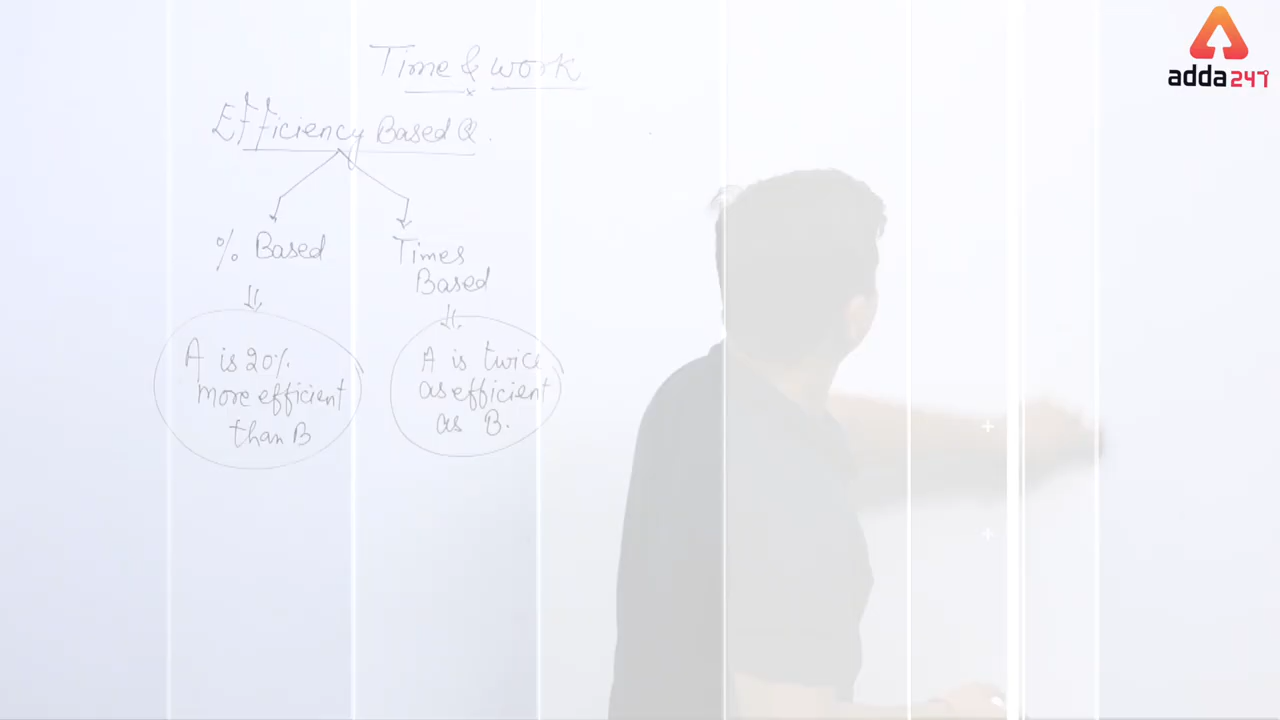 adda247
Time & work
Efficiency Based Q.
% Based
Times
Based
A is 20%
more efficient
than B
A is twice
as efficient
as B.